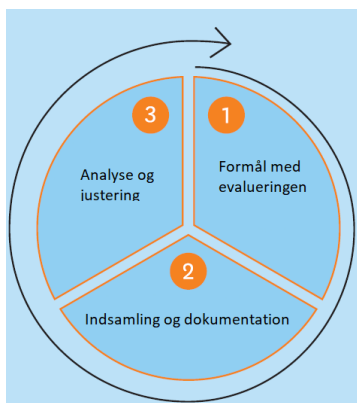 1
Formål med
evalueringen
2
Indsamling og dokumentation
3
Analyse og
justering